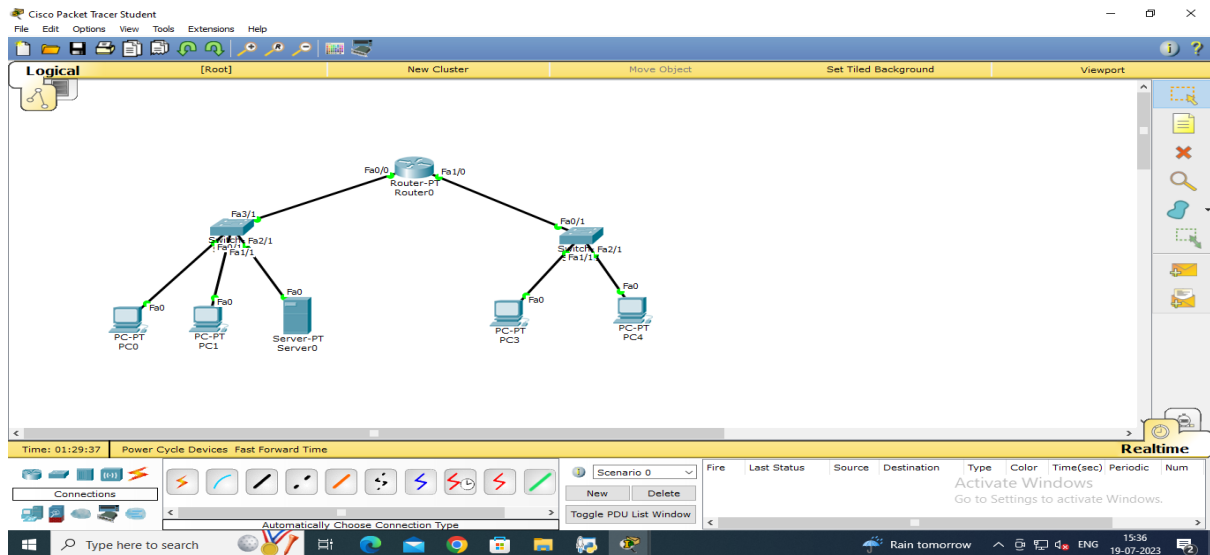 Cisco Packet Tracer Student
File Edit Options View Tools Extensions Help
Logical [Root] New Cluster Move Object Set Tiled Background Viewport
Fa0/0 Fa1/0
Router-PT
Router0
Fa3/1
Fa2/1
Fa1/1
Fa0/1
Fa2/1
Fa1/1
Fa0 Fa0 Fa0
Fa0 Fa0
PC-PT
PC0
PC-PT
PC1
Server-PT
Server0
PC-PT
PC3
PC-PT
PC4
Time: 01:29:37 Power Cycle Devices Fast Forward Time Realtime
Connections
Automatically Choose Connection Type
Scenario 0
New Delete
Toggle PDU List Window
Fire Last Status Source Destination Type Color Time(sec) Periodic Num
Activate Windows
Go to Settings to activate Windows.
Type here to search
Rain tomorrow
ENG
15:36
19-07-2023